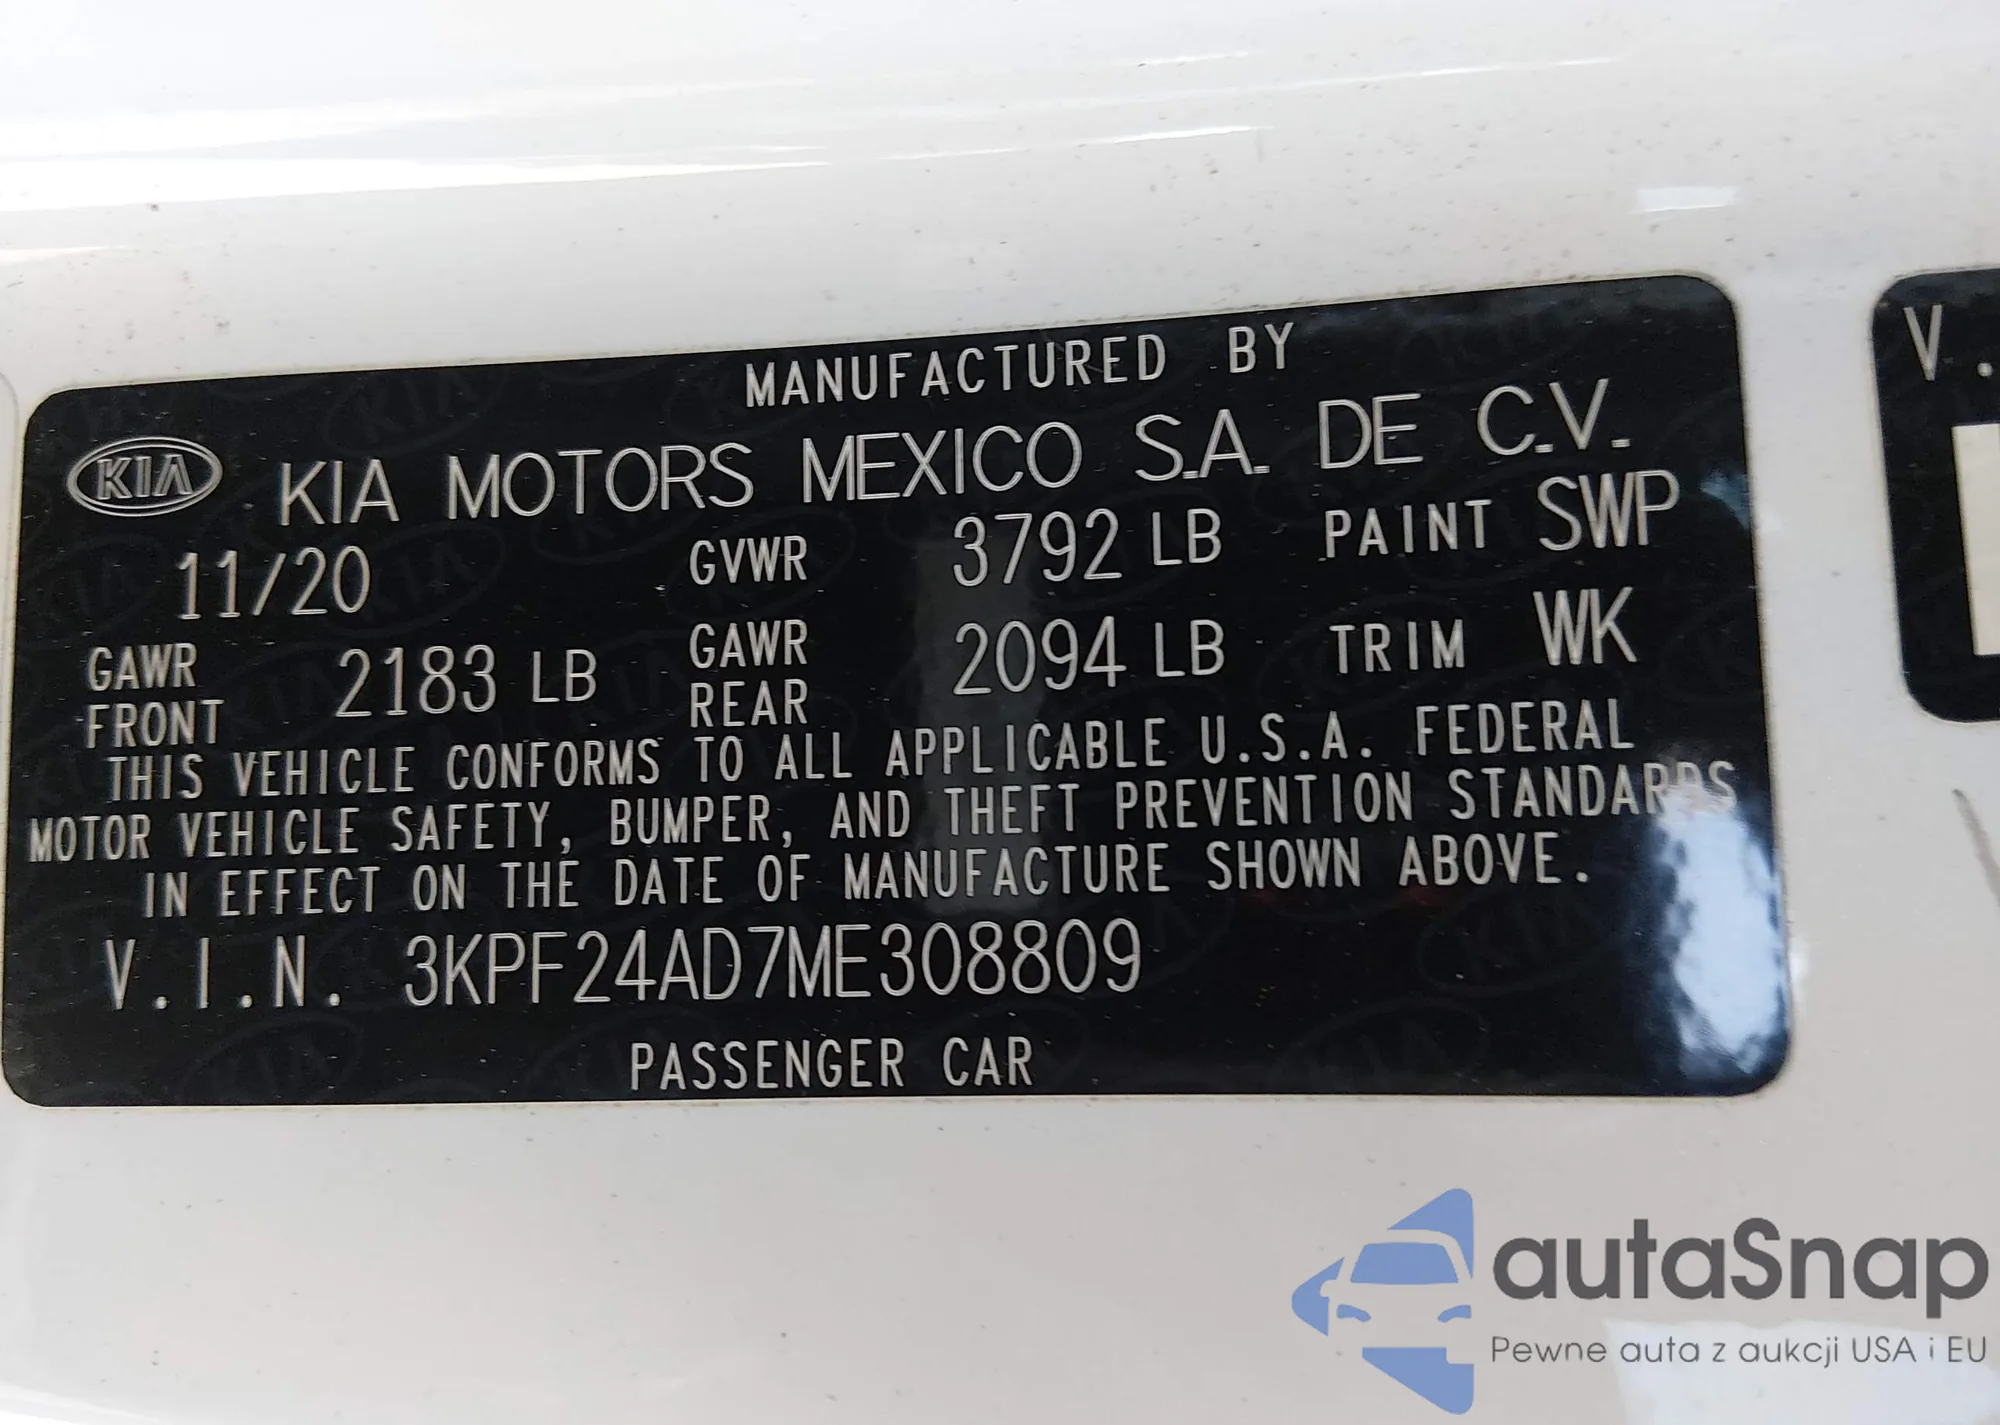 MANUFACTURED BY
KIA KIA MOTORS MEXICO S.A. DE C.V.
11/20 GVWR 3792 LB PAINT SWP
GAWR FRONT 2183 LB GAWR REAR 2094 LB TRIM WK
THIS VEHICLE CONFORMS TO ALL APPLICABLE U.S.A. FEDERAL
MOTOR VEHICLE SAFETY, BUMPER, AND THEFT PREVENTION STANDARDS
IN EFFECT ON THE DATE OF MANUFACTURE SHOWN ABOVE.
V.I.N. 3KPF24AD7ME308809
PASSENGER CAR
V.
autaSnap
Pewne auta z aukcji USA i EU